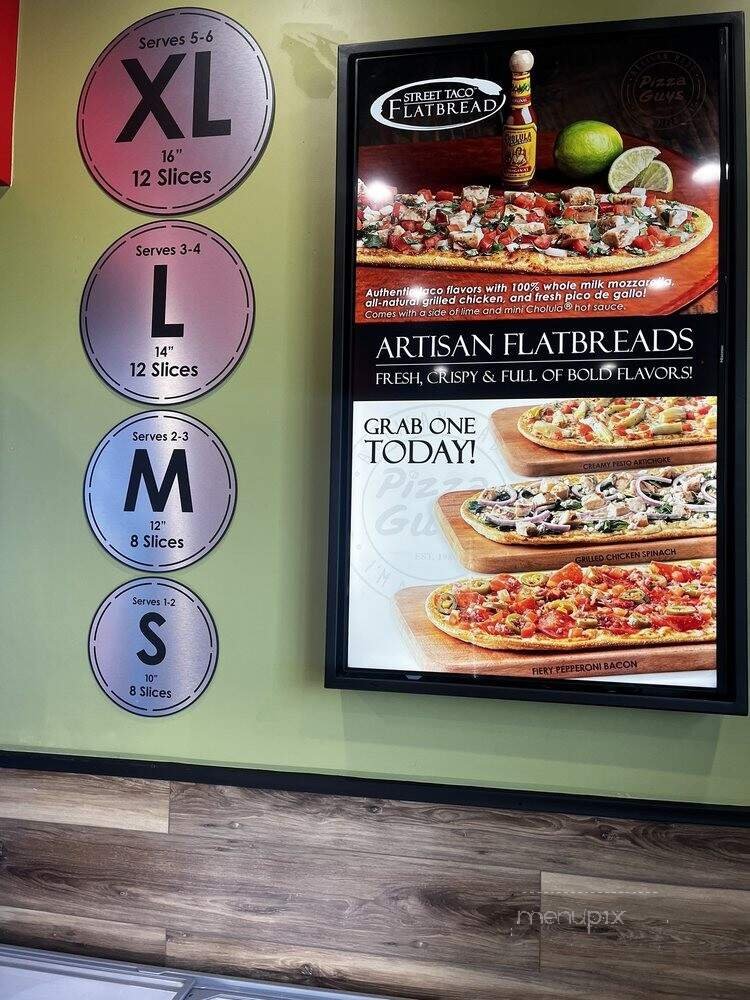 Serves 5-6
XL
16"
12 Slices
Serves 3-4
L
14"
12 Slices
Serves 2-3
M
12"
8 Slices
Serves 1-2
S
10"
8 Slices
STREET TACO
FLATBREAD
Pizza
Guys
CHOLULA
Authentic taco flavors with 100% whole milk mozzarella,
all-natural grilled chicken, and fresh pico de gallo!
Comes with a side of lime and mini Cholula® hot sauce.
ARTISAN FLATBREADS
FRESH, CRISPY & FULL OF BOLD FLAVORS!
GRAB ONE
TODAY!
Pizza
Guys
CREAMY PESTO ARTICHOKE
GRILLED CHICKEN SPINACH
FIERY PEPPERONI BACON
menupix